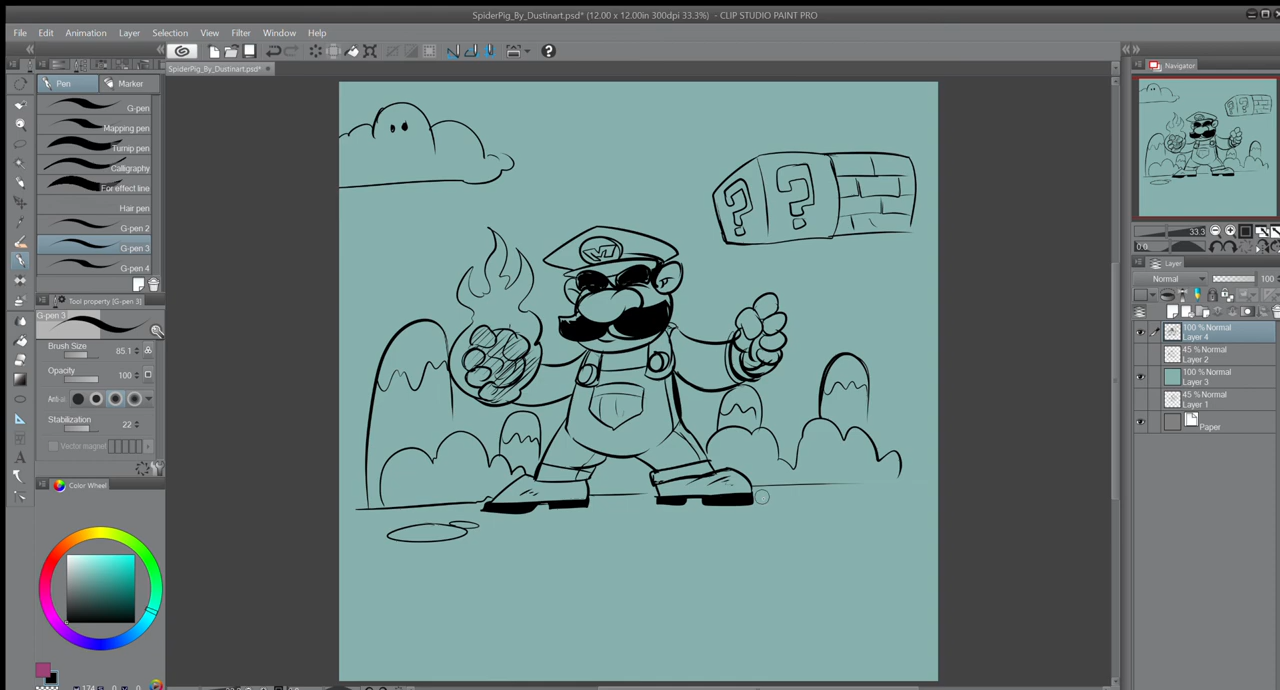 SpiderPig_By_Dustinart.psd* (12.00 x 12.00in 300dpi 33.3%) - CLIP STUDIO PAINT PRO
File Edit Animation Layer Selection View Filter Window Help
SpiderPig_By_Dustinart.psd*
Pen Marker
G-pen
Mapping pen
Turnip pen
Calligraphy
For effect line
Hair pen
G-pen 2
G-pen 3
G-pen 4
Tool property [G-pen 3]
G-pen 3
Brush Size 85.1
Opacity 100
Stabilization 22
Vector magnet
Color Wheel
174
? ?
Navigator
33.3
0.0
Layer
Normal 100
100 % Normal
Layer 4
45 % Normal
Layer 2
100 % Normal
Layer 3
45 % Normal
Layer 1
Paper